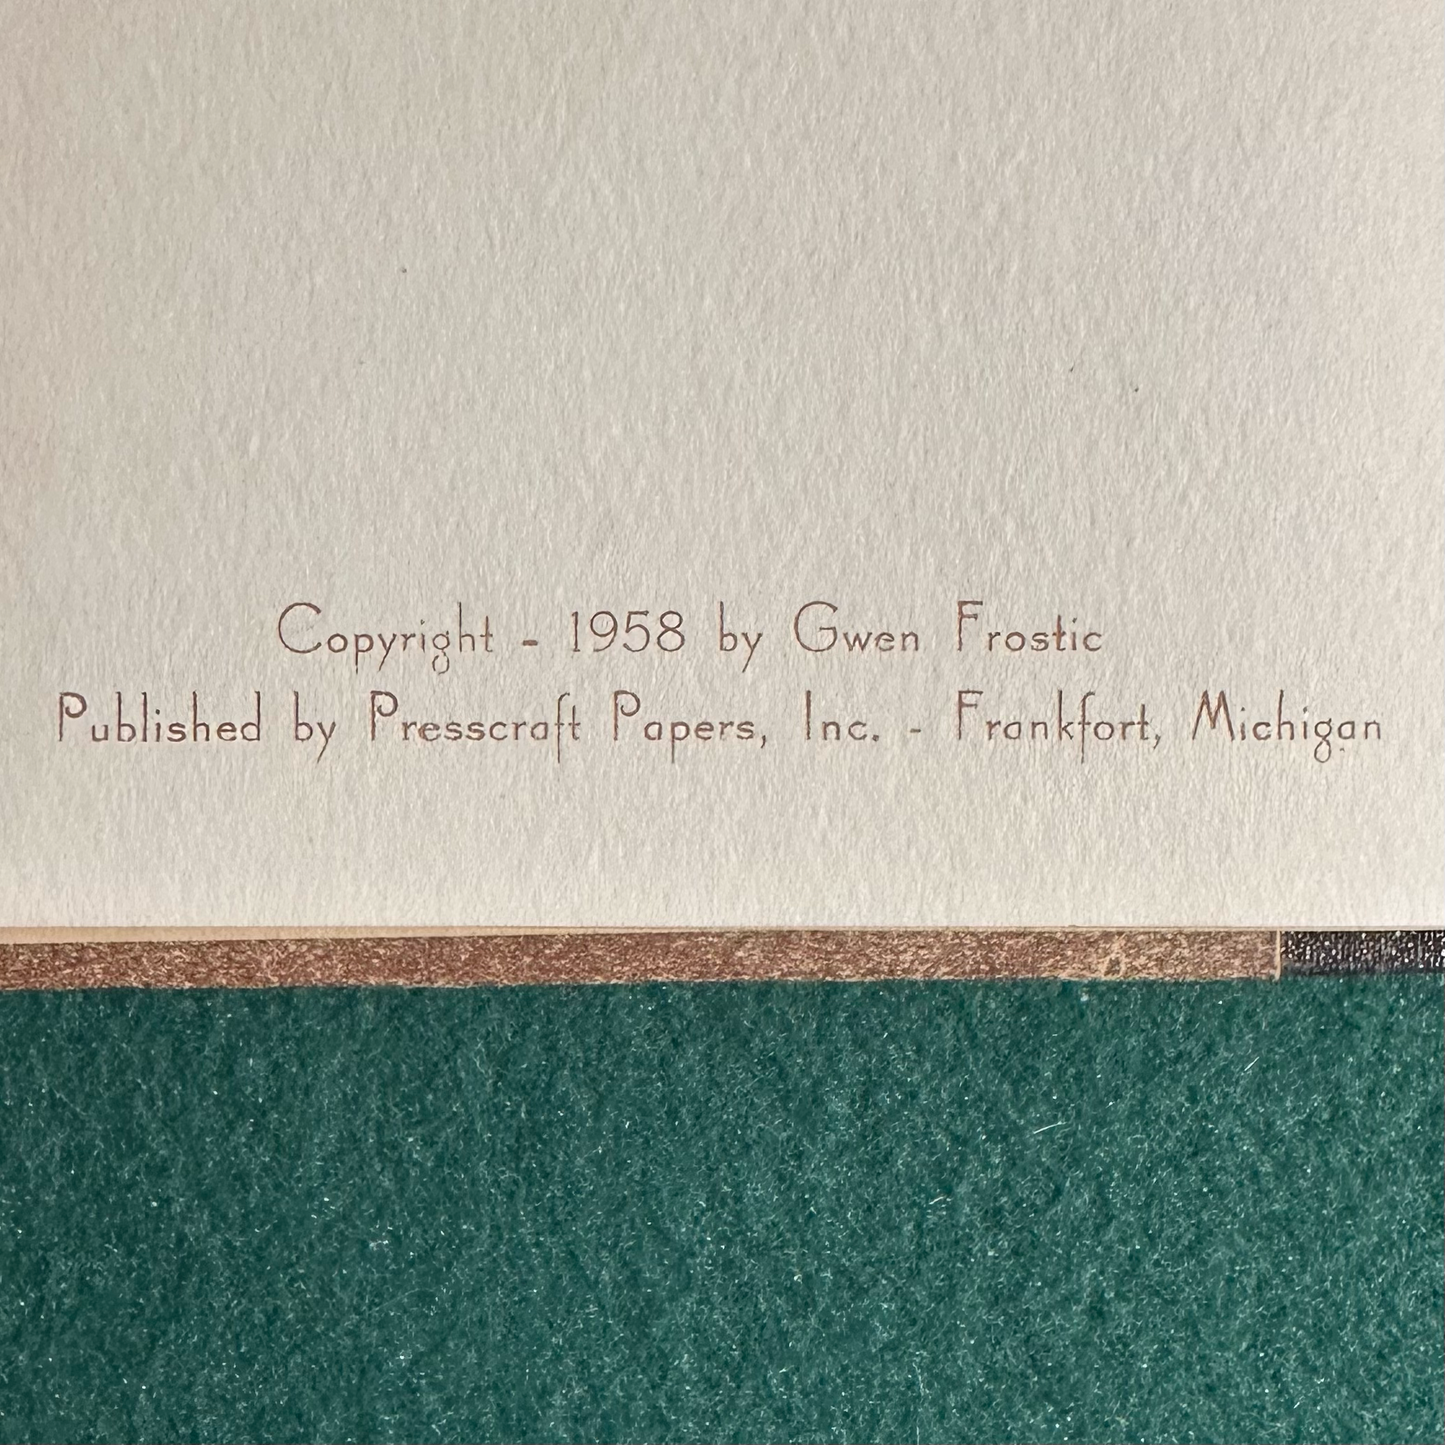 Copyright - 1958 by Gwen Frostic
Published by Presscraft Papers, Inc. - Frankfort, Michigan